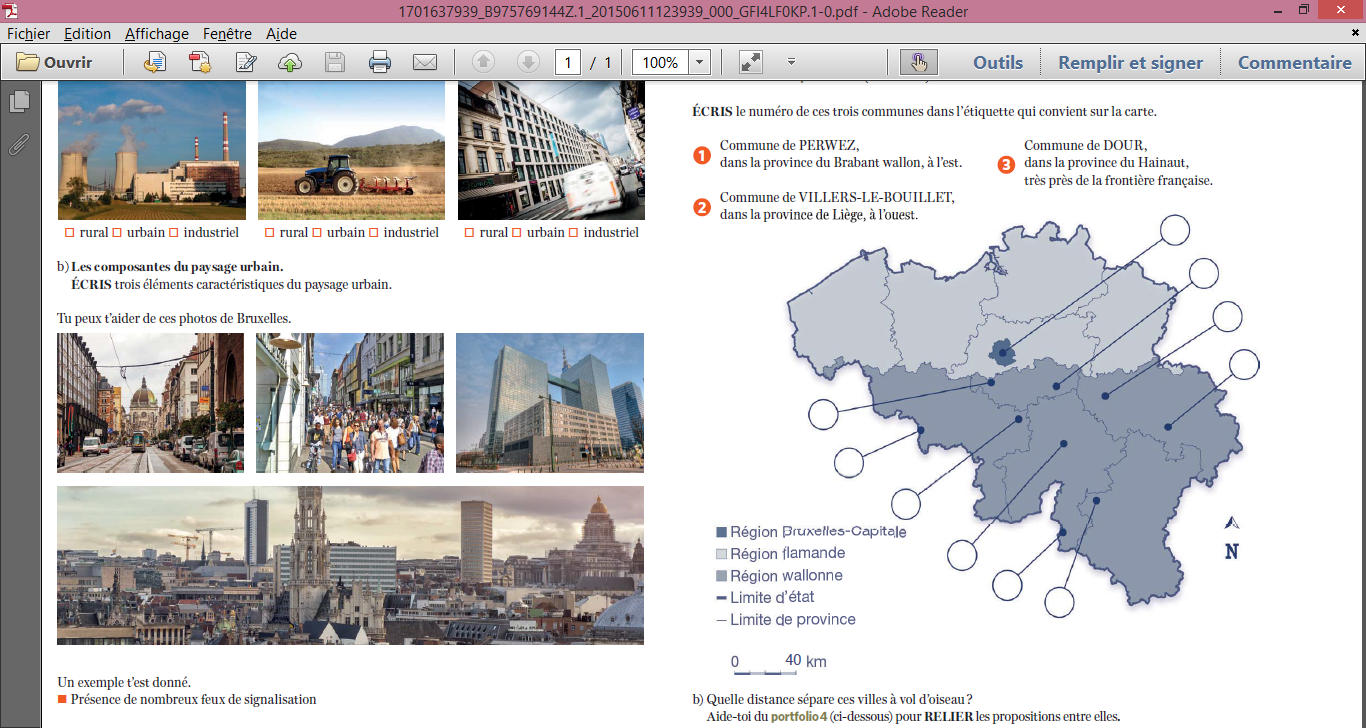 1701637939_B975769144Z.1_20150611123939_000_GFI4LF0KP.1-0.pdf - Adobe Reader
Fichier Edition Affichage Fenêtre Aide
Ouvrir
1 / 1
100%
Outils
Remplir et signer
Commentaire
rural urbain industriel
rural urbain industriel
rural urbain industriel
b) Les composantes du paysage urbain.
ÉCRIS trois éléments caractéristiques du paysage urbain.
Tu peux t'aider de ces photos de Bruxelles.
Un exemple t'est donné.
Présence de nombreux feux de signalisation
ÉCRIS le numéro de ces trois communes dans l'étiquette qui convient sur la carte.
1 Commune de PERWEZ,
dans la province du Brabant wallon, à l'est.
2 Commune de VILLERS-LE-BOUILLET,
dans la province de Liège, à l'ouest.
3 Commune de DOUR,
dans la province du Hainaut,
très près de la frontière française.
Région Bruxelles-Capitale
Région flamande
Région wallonne
Limite d'état
Limite de province
0 40 km
N
b) Quelle distance sépare ces villes à vol d'oiseau ?
Aide-toi du portfolio 4 (ci-dessous) pour RELIER les propositions entre elles.